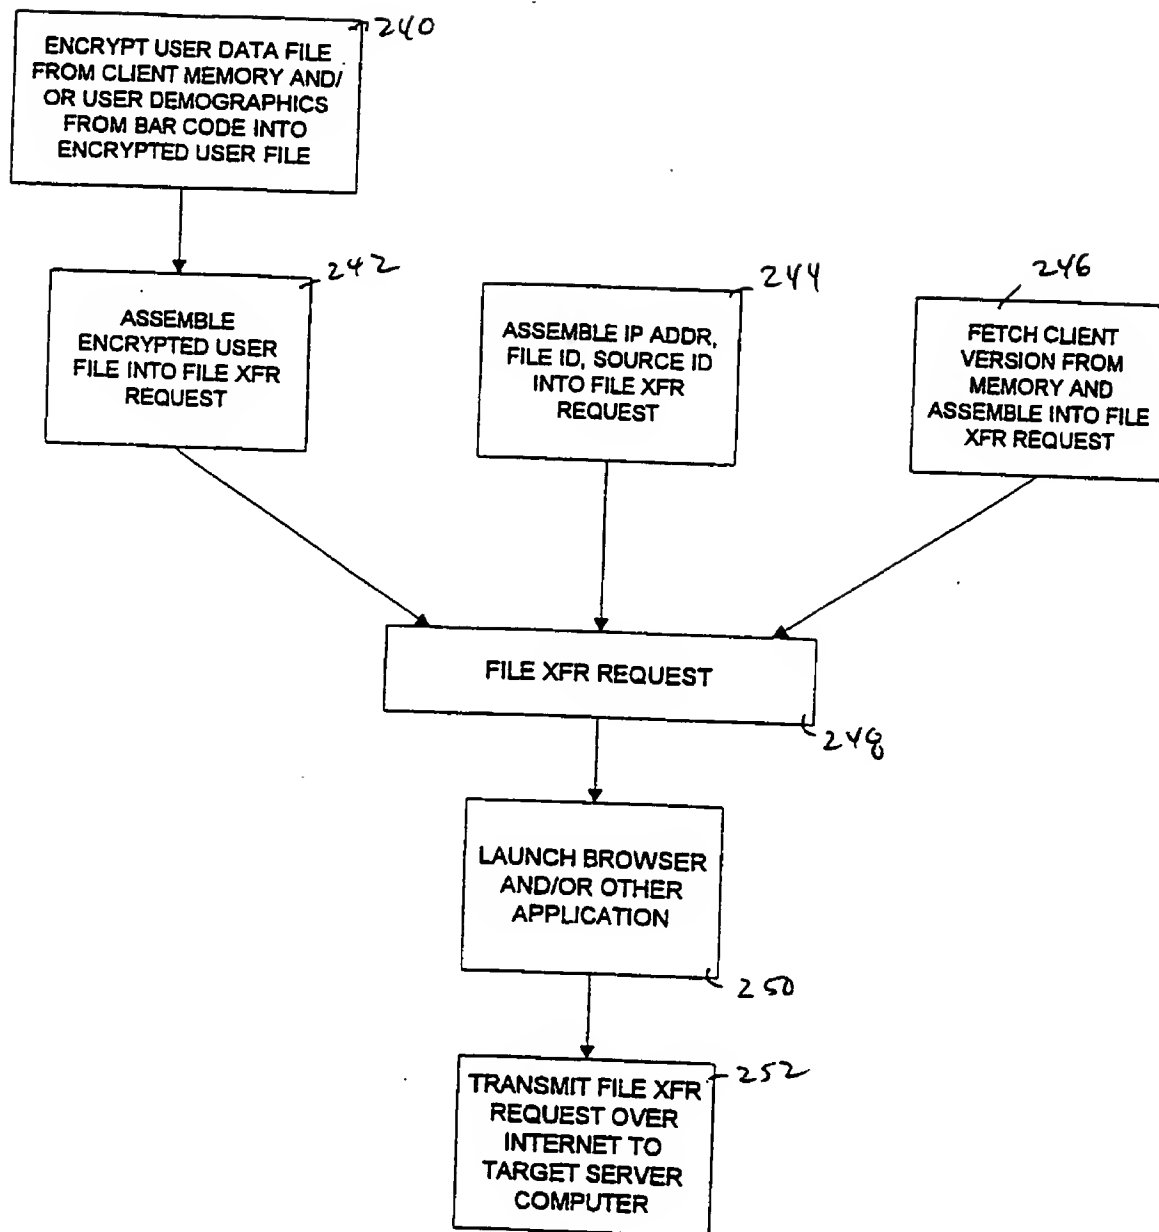 240
ENCRYPT USER DATA FILE
FROM CLIENT MEMORY AND/
OR USER DEMOGRAPHICS
FROM BAR CODE INTO
ENCRYPTED USER FILE
242
ASSEMBLE
ENCRYPTED USER
FILE INTO FILE XFR
REQUEST
244
ASSEMBLE IP ADDR,
FILE ID, SOURCE ID
INTO FILE XFR
REQUEST
246
FETCH CLIENT
VERSION FROM
MEMORY AND
ASSEMBLE INTO FILE
XFR REQUEST
FILE XFR REQUEST
248
LAUNCH BROWSER
AND/OR OTHER
APPLICATION
250
252
TRANSMIT FILE XFR
REQUEST OVER
INTERNET TO
TARGET SERVER
COMPUTER